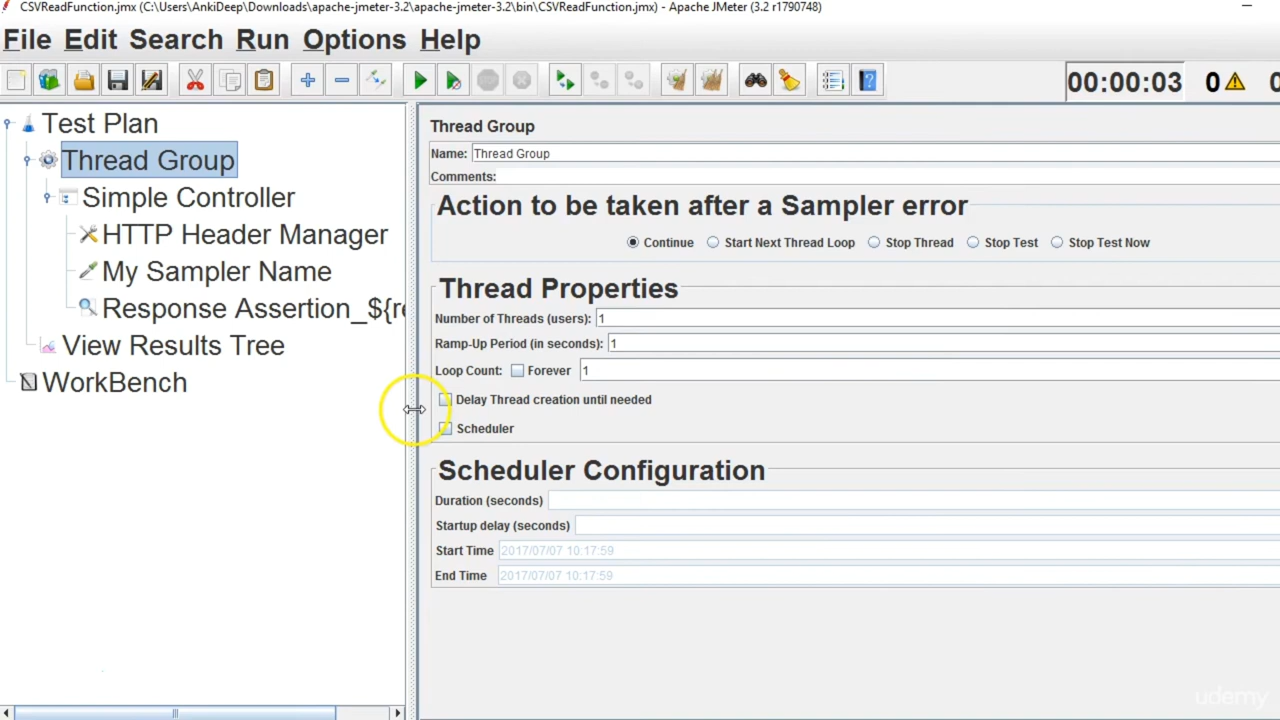 CSVReadFunction.jmx (C:\Users\AnkiDeep\Downloads\apache-jmeter-3.2\apache-jmeter-3.2\bin\CSVReadFunction.jmx) - Apache JMeter (3.2 r1790748)
File Edit Search Run Options Help
00:00:03 0 0
Test Plan
Thread Group
Simple Controller
HTTP Header Manager
My Sampler Name
Response Assertion_${re
View Results Tree
WorkBench
Thread Group
Name: Thread Group
Comments:
Action to be taken after a Sampler error
Continue Start Next Thread Loop Stop Thread Stop Test Stop Test Now
Thread Properties
Number of Threads (users): 1
Ramp-Up Period (in seconds): 1
Loop Count: Forever 1
Delay Thread creation until needed
Scheduler
Scheduler Configuration
Duration (seconds)
Startup delay (seconds)
Start Time 2017/07/07 10:17:59
End Time 2017/07/07 10:17:59
udemy